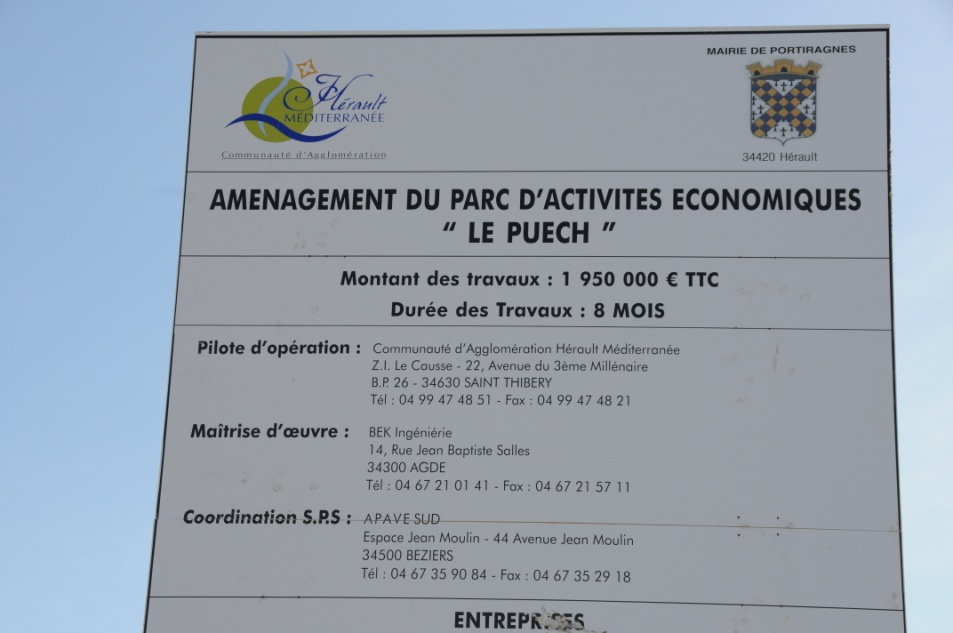 Hérault
MÉDITERRANÉE
Communauté d'Agglomération
MAIRIE DE PORTIRAGNES
34420 Hérault
AMENAGEMENT DU PARC D'ACTIVITES ECONOMIQUES
“ LE PUECH ”
Montant des travaux : 1 950 000 € TTC
Durée des Travaux : 8 MOIS
Pilote d'opération : Communauté d'Agglomération Hérault Méditerranée
Z.I. Le Causse - 22, Avenue du 3ème Millénaire
B.P. 26 - 34630 SAINT THIBERY
Tél : 04 99 47 48 51 - Fax : 04 99 47 48 21
Maîtrise d'œuvre : BEK Ingéniérie
14, Rue Jean Baptiste Salles
34300 AGDE
Tél : 04 67 21 01 41 - Fax : 04 67 21 57 11
Coordination S.P.S : APAVE SUD
Espace Jean Moulin - 44 Avenue Jean Moulin
34500 BEZIERS
Tél : 04 67 35 90 84 - Fax : 04 67 35 29 18
ENTREPRISES